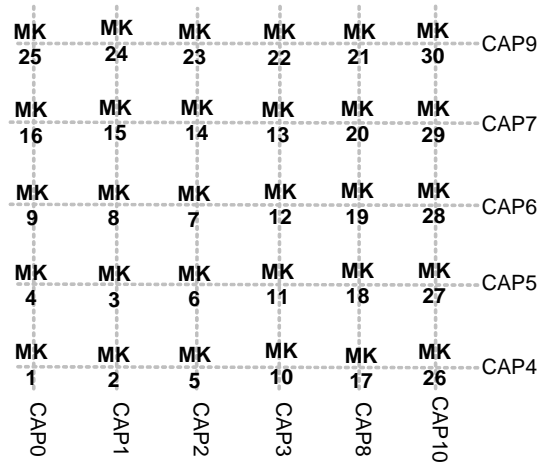 MK MK MK MK MK MK
25 24 23 22 21 30 CAP9
MK MK MK MK MK MK
16 15 14 13 20 29 CAP7
MK MK MK MK MK MK
9 8 7 12 19 28 CAP6
MK MK MK MK MK MK
4 3 6 11 18 27 CAP5
MK MK MK MK MK MK
1 2 5 10 17 26 CAP4
CAP0 CAP1 CAP2 CAP3 CAP8 CAP10